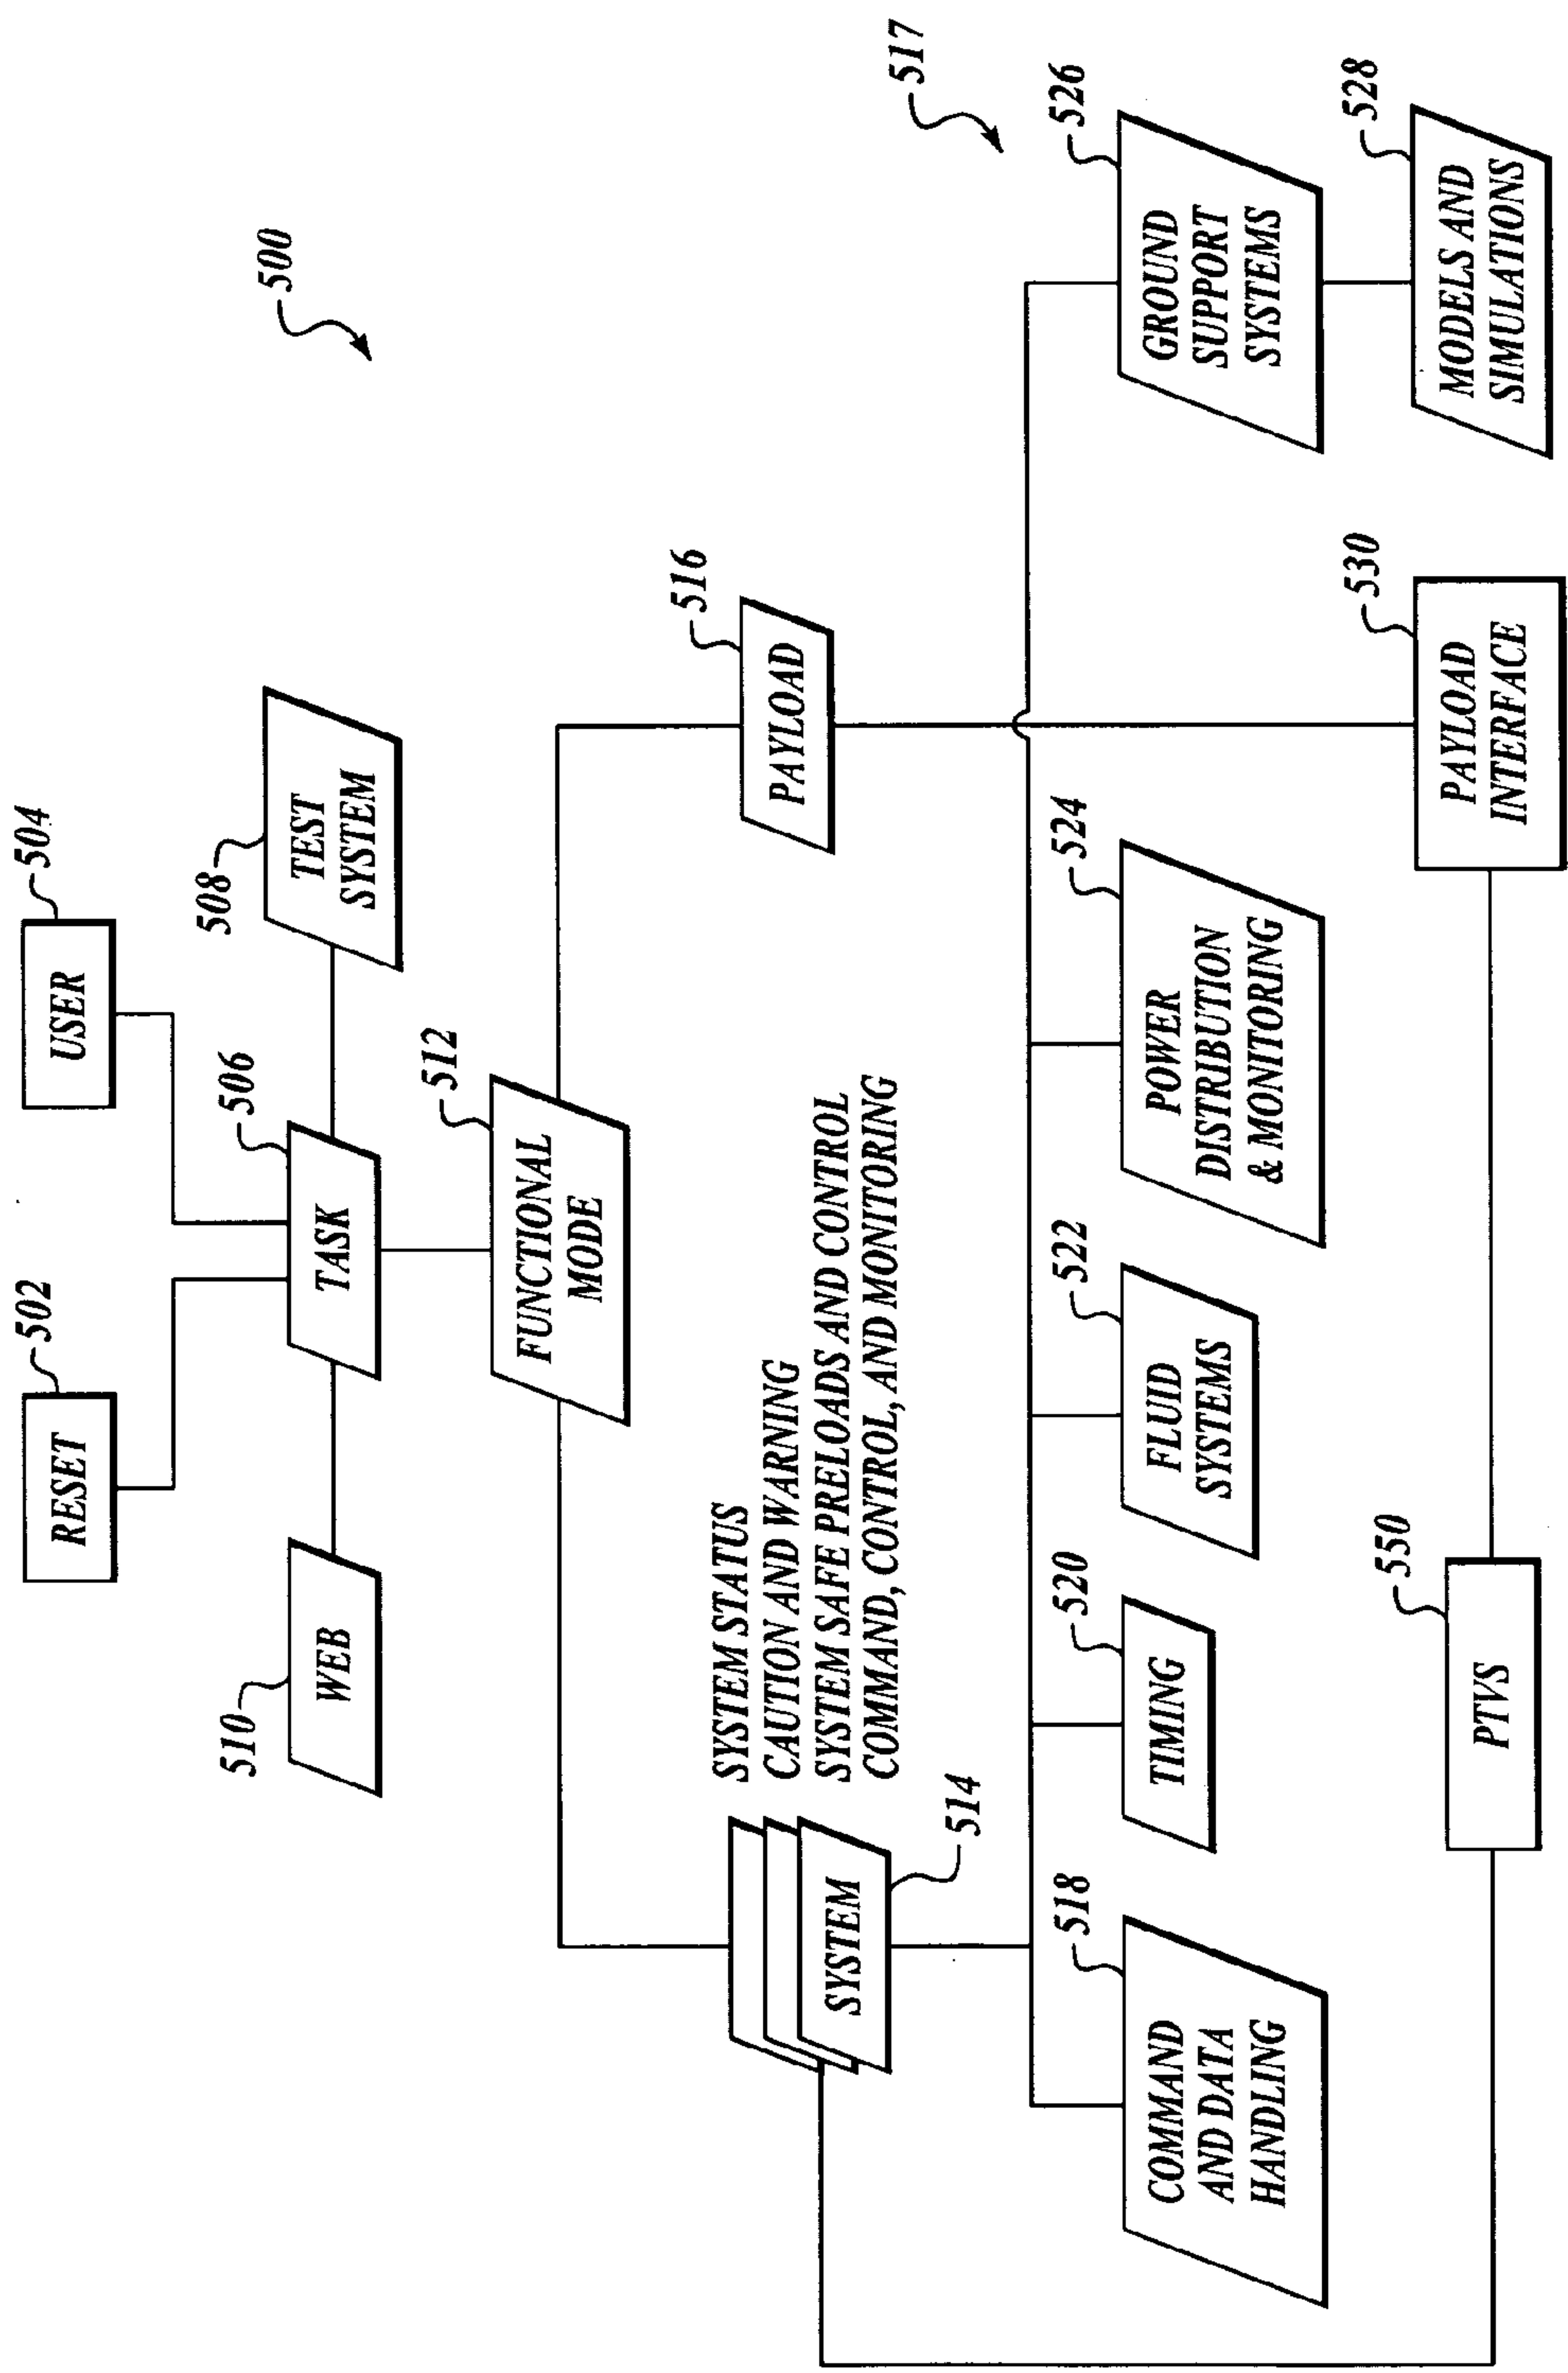 500
502
RESET
504
USER
510
WEB
506
TASK
508
TEST
SYSTEM
512
FUNCTIONAL
MODE
SYSTEM STATUS
CAUTION AND WARNING
SYSTEM SAFE PRELOADS AND CONTROL
COMMAND, CONTROL, AND MONITORING
SYSTEM
514
516
PAYLOAD
517
518
COMMAND
AND DATA
HANDLING
520
TIMING
522
FLUID
SYSTEMS
524
POWER
DISTRIBUTION
& MONITORING
526
GROUND
SUPPORT
SYSTEMS
550
PTVS
530
PAYLOAD
INTERFACE
528
MODELS AND
SIMULATIONS